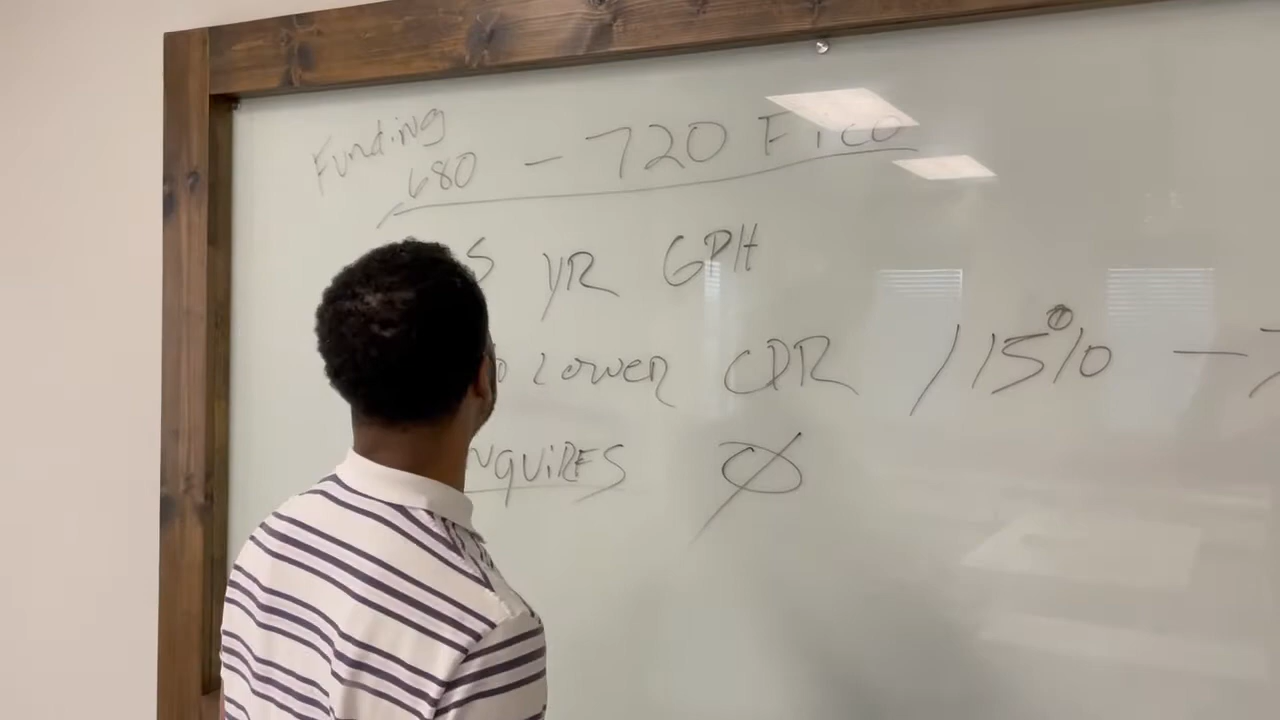 Funding
680 - 720 Fico
YR GPH
Lower CDR / 15% -
NQUiRES Ø